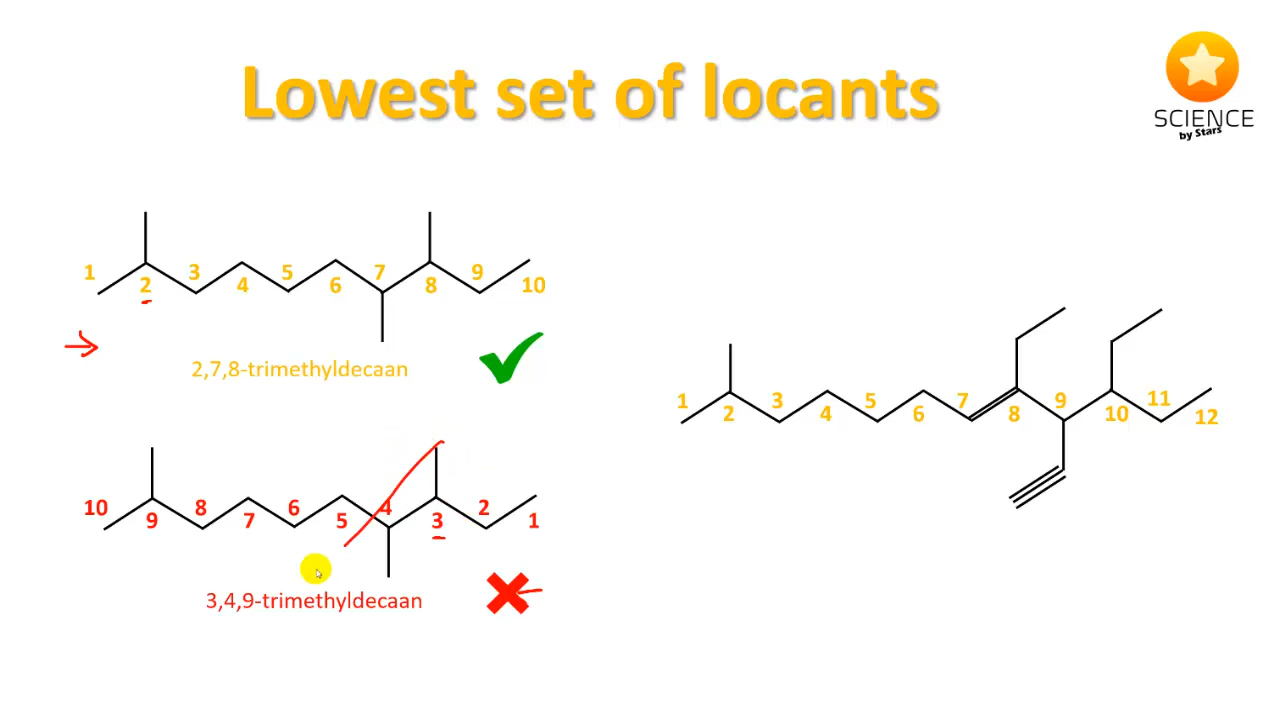 Lowest set of locants
SCIENCE
by Stars
1 2 3 4 5 6 7 8 9 10
2,7,8-trimethyldecaan
10 9 8 7 6 5 4 3 2 1
3,4,9-trimethyldecaan
1 2 3 4 5 6 7 8 9 10 11 12